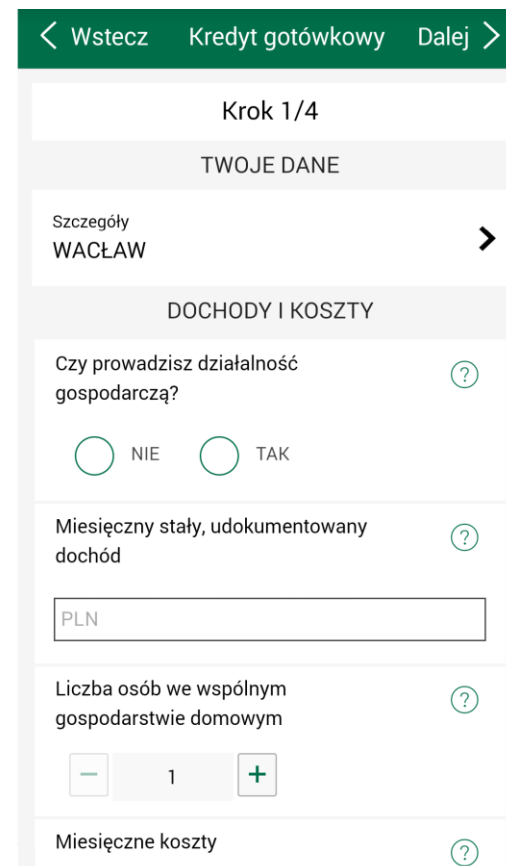 Wstecz Kredyt gotówkowy Dalej
Krok 1/4
TWOJE DANE
Szczegóły
WACŁAW
DOCHODY I KOSZTY
Czy prowadzisz działalność
gospodarczą?
?
NIE TAK
Miesięczny stały, udokumentowany
dochód
?
PLN
Liczba osób we wspólnym
gospodarstwie domowym
?
− 1 +
Miesięczne koszty
?